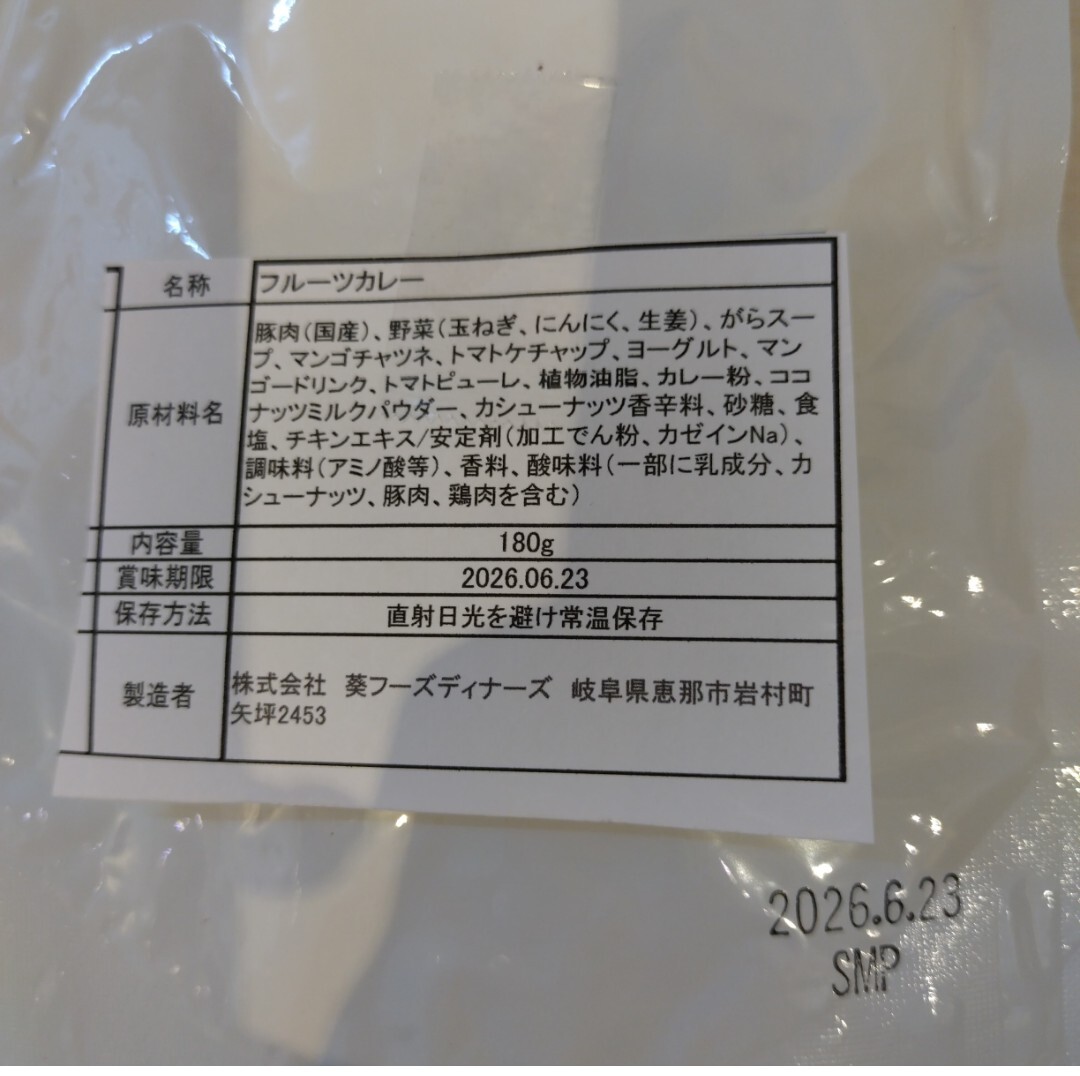 名称 フルーツカレー
豚肉(国産)、野菜(玉ねぎ、にんにく、生姜)、がらスー
プ、マンゴチャツネ、トマトケチャップ、ヨーグルト、マン
ゴードリンク、トマトピューレ、植物油脂、カレー粉、ココ
原材料名 ナッツミルクパウダー、カシューナッツ香辛料、砂糖、食
塩、チキンエキス/安定剤(加工でん粉、カゼインNa)、
調味料(アミノ酸等)、香料、酸味料(一部に乳成分、カ
シューナッツ、豚肉、鶏肉を含む)
内容量 180g
賞味期限 2026.06.23
保存方法 直射日光を避け常温保存
製造者 株式会社 葵フーズディナーズ 岐阜県恵那市岩村町
矢坪2453
2026.6.23
SMP